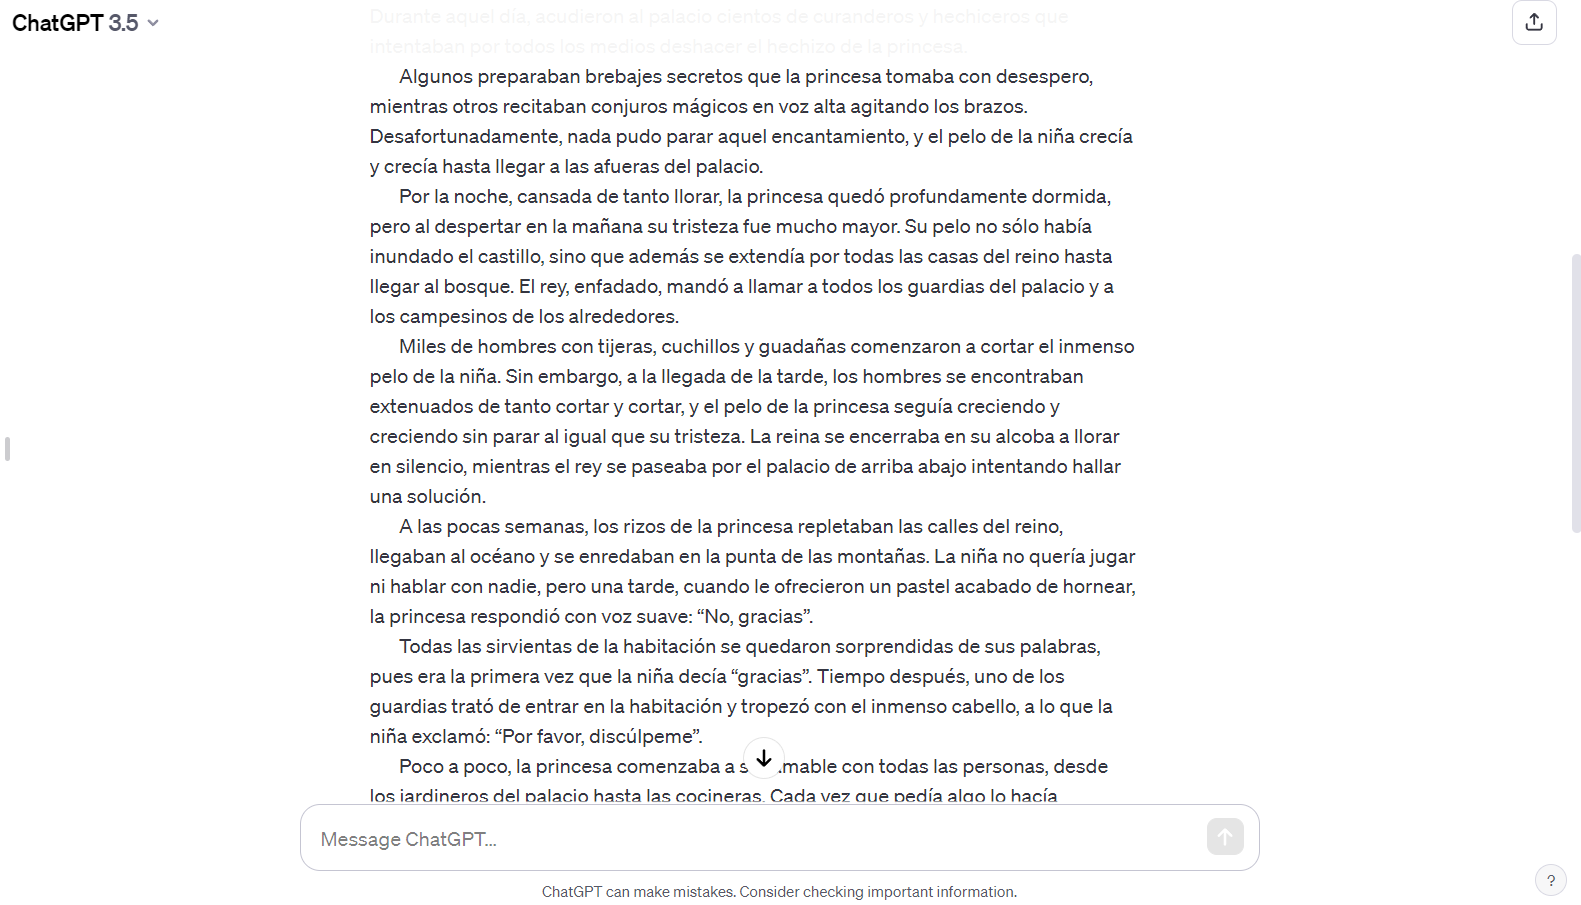 ChatGPT 3.5
Durante aquel día, acudieron al palacio cientos de curanderos y hechiceros que
intentaban por todos los medios deshacer el hechizo de la princesa.
Algunos preparaban brebajes secretos que la princesa tomaba con desespero,
mientras otros recitaban conjuros mágicos en voz alta agitando los brazos.
Desafortunadamente, nada pudo parar aquel encantamiento, y el pelo de la niña crecía
y crecía hasta llegar a las afueras del palacio.
Por la noche, cansada de tanto llorar, la princesa quedó profundamente dormida,
pero al despertar en la mañana su tristeza fue mucho mayor. Su pelo no sólo había
inundado el castillo, sino que además se extendía por todas las casas del reino hasta
llegar al bosque. El rey, enfadado, mandó a llamar a todos los guardias del palacio y a
los campesinos de los alrededores.
Miles de hombres con tijeras, cuchillos y guadañas comenzaron a cortar el inmenso
pelo de la niña. Sin embargo, a la llegada de la tarde, los hombres se encontraban
extenuados de tanto cortar y cortar, y el pelo de la princesa seguía creciendo y
creciendo sin parar al igual que su tristeza. La reina se encerraba en su alcoba a llorar
en silencio, mientras el rey se paseaba por el palacio de arriba abajo intentando hallar
una solución.
A las pocas semanas, los rizos de la princesa repletaban las calles del reino,
llegaban al océano y se enredaban en la punta de las montañas. La niña no quería jugar
ni hablar con nadie, pero una tarde, cuando le ofrecieron un pastel acabado de hornear,
la princesa respondió con voz suave: “No, gracias”.
Todas las sirvientas de la habitación se quedaron sorprendidas de sus palabras,
pues era la primera vez que la niña decía “gracias”. Tiempo después, uno de los
guardias trató de entrar en la habitación y tropezó con el inmenso cabello, a lo que la
niña exclamó: “Por favor, discúlpeme”.
Poco a poco, la princesa comenzaba a s mable con todas las personas, desde
los jardineros del palacio hasta las cocineras. Cada vez que pedía algo lo hacía
Message ChatGPT...
ChatGPT can make mistakes. Consider checking important information.
?